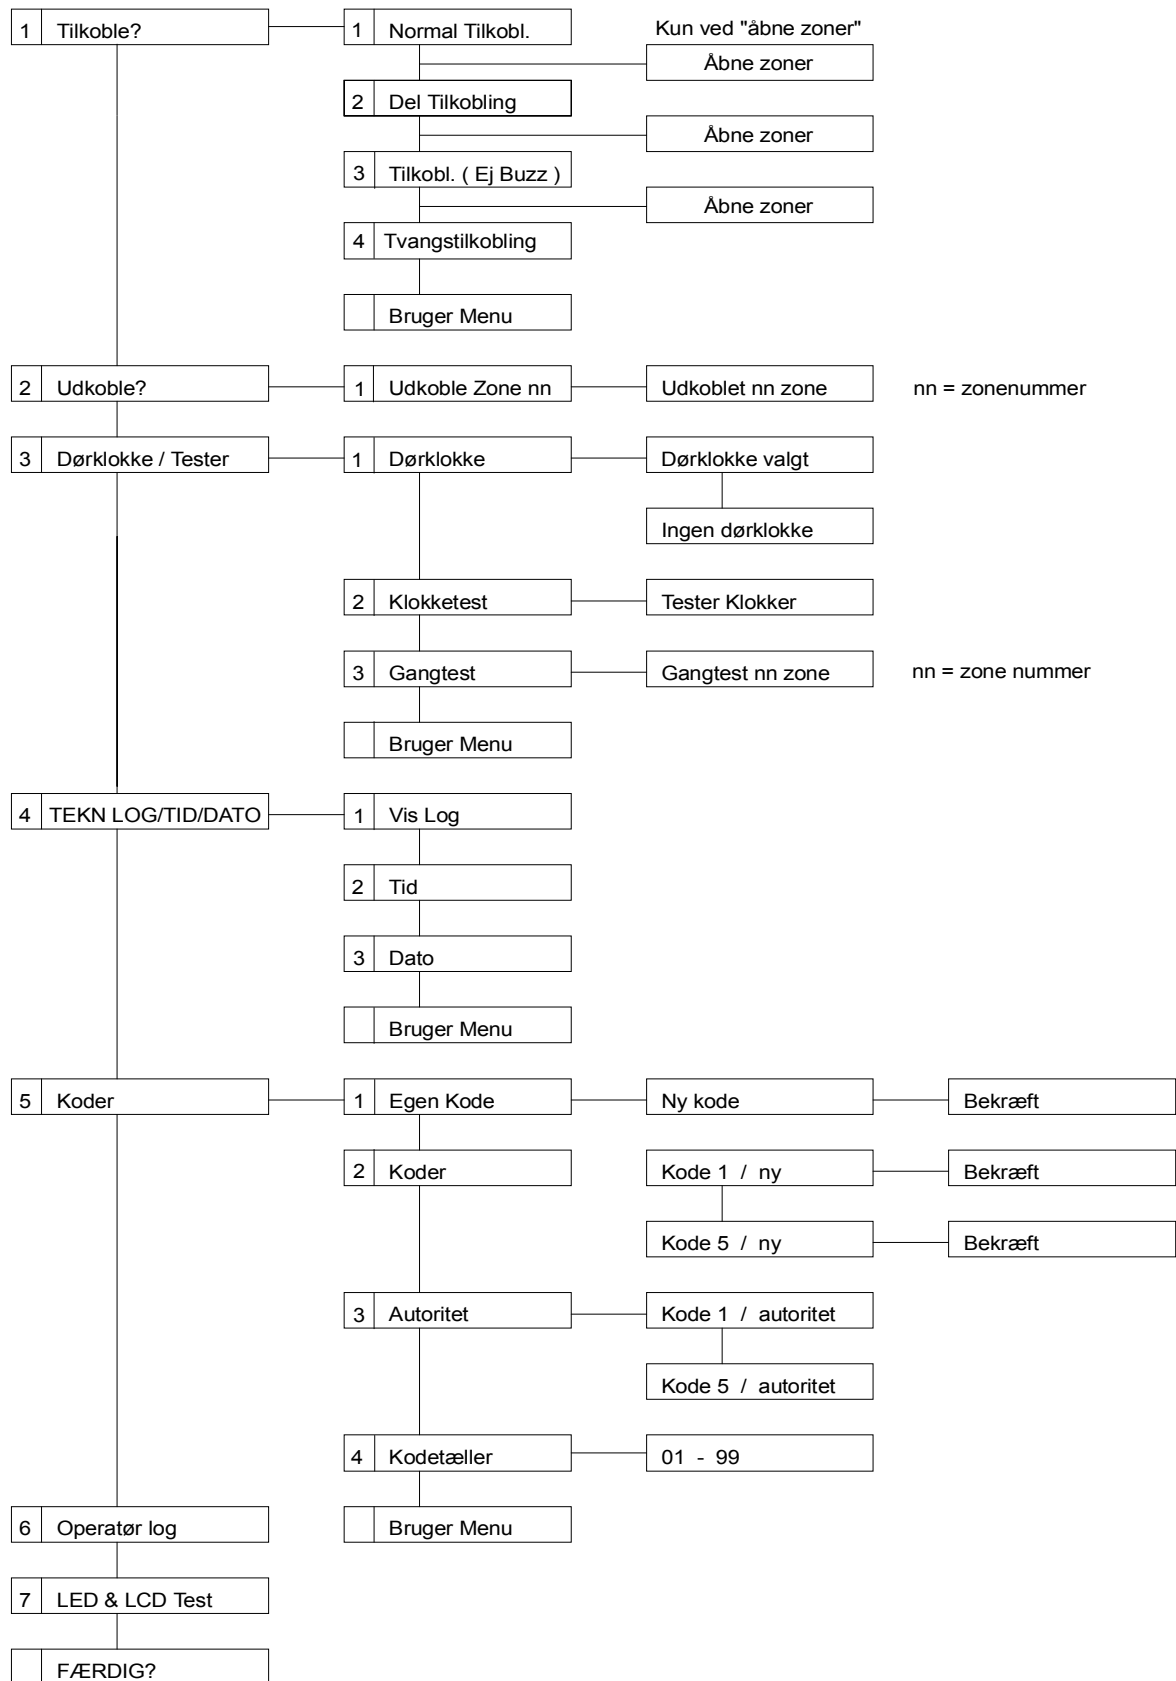 1 Tilkoble? 1 Normal Tilkobl. Kun ved "åbne zoner"
Åbne zoner
2 Del Tilkobling
Åbne zoner
3 Tilkobl. ( Ej Buzz )
Åbne zoner
4 Tvangstilkobling
Bruger Menu
2 Udkoble? 1 Udkoble Zone nn Udkoblet nn zone nn = zonenummer
3 Dørklokke / Tester 1 Dørklokke Dørklokke valgt
Ingen dørklokke
2 Klokketest Tester Klokker
3 Gangtest Gangtest nn zone nn = zone nummer
Bruger Menu
4 TEKN LOG/TID/DATO 1 Vis Log
2 Tid
3 Dato
Bruger Menu
5 Koder 1 Egen Kode Ny kode Bekræft
2 Koder Kode 1 / ny Bekræft
Kode 5 / ny Bekræft
3 Autoritet Kode 1 / autoritet
Kode 5 / autoritet
4 Kodetæller 01 - 99
6 Operatør log Bruger Menu
7 LED & LCD Test
FÆRDIG?